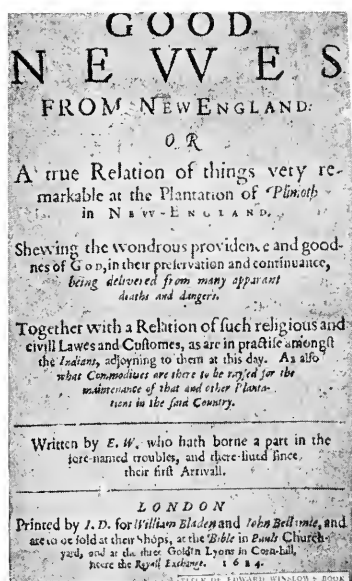 GOOD
NEVVES
FROM NEW ENGLAND:
OR
A true Relation of things very re-
markable at the Plantation of Plimoth
in NEVV-ENGLAND.
Shewing the wondrous providence and good-
nes of GOD, in their preservation and continuance,
being delivered from many apparant
deaths and dangers.
Together with a Relation of ſuch religious and
civill Lawes and Cuſtomes, as are in practiſe amongſt
the Indians, adjoyning to them at this day. As alſo
what Commodities are there to be rayſed for the
maintenance of that and other Planta-
tions in the ſaid Country.
Written by E. W. who hath borne a part in the
fore-named troubles, and there liued ſince
their firſt Arrivall.
LONDON
Printed by I. D. for William Bladen and Iohn Bellamie, and
are to be ſold at their Shops, at the Bible in Pauls Church-
yard, and at the three Golden Lyons in Corn-hill,
neere the Royall Exchange. 1624.
EDWARD WINSLOW'S BOOK